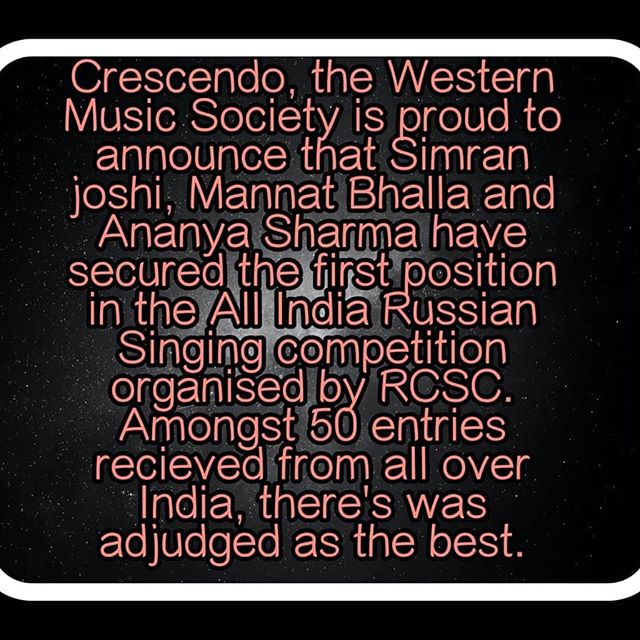 Crescendo, the Western
Music Society is proud to
announce that Simran
joshi, Mannat Bhalla and
Ananya Sharma have
secured the first position
in the All India Russian
Singing competition
organised by RCSC.
Amongst 50 entries
recieved from all over
India, there's was
adjudged as the best.